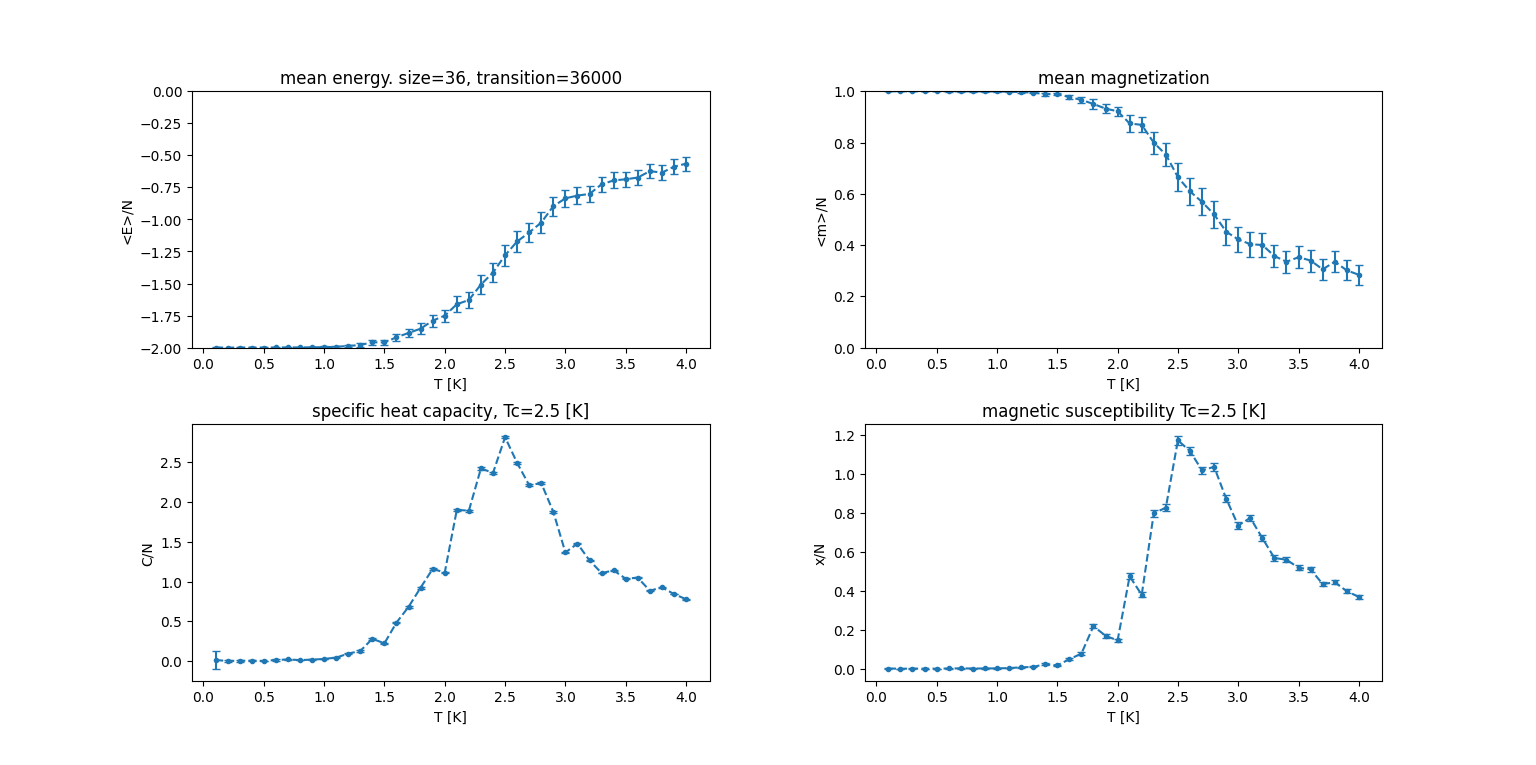 mean energy. size=36, transition=36000
0.00
−0.25
−0.50
−0.75
−1.00
−1.25
−1.50
−1.75
−2.00
<E>/N
0.0 0.5 1.0 1.5 2.0 2.5 3.0 3.5 4.0
T [K]
mean magnetization
1.0
0.8
0.6
0.4
0.2
0.0
<m>/N
0.0 0.5 1.0 1.5 2.0 2.5 3.0 3.5 4.0
T [K]
specific heat capacity, Tc=2.5 [K]
2.5
2.0
1.5
1.0
0.5
0.0
C/N
0.0 0.5 1.0 1.5 2.0 2.5 3.0 3.5 4.0
T [K]
magnetic susceptibility Tc=2.5 [K]
1.2
1.0
0.8
0.6
0.4
0.2
0.0
x/N
0.0 0.5 1.0 1.5 2.0 2.5 3.0 3.5 4.0
T [K]